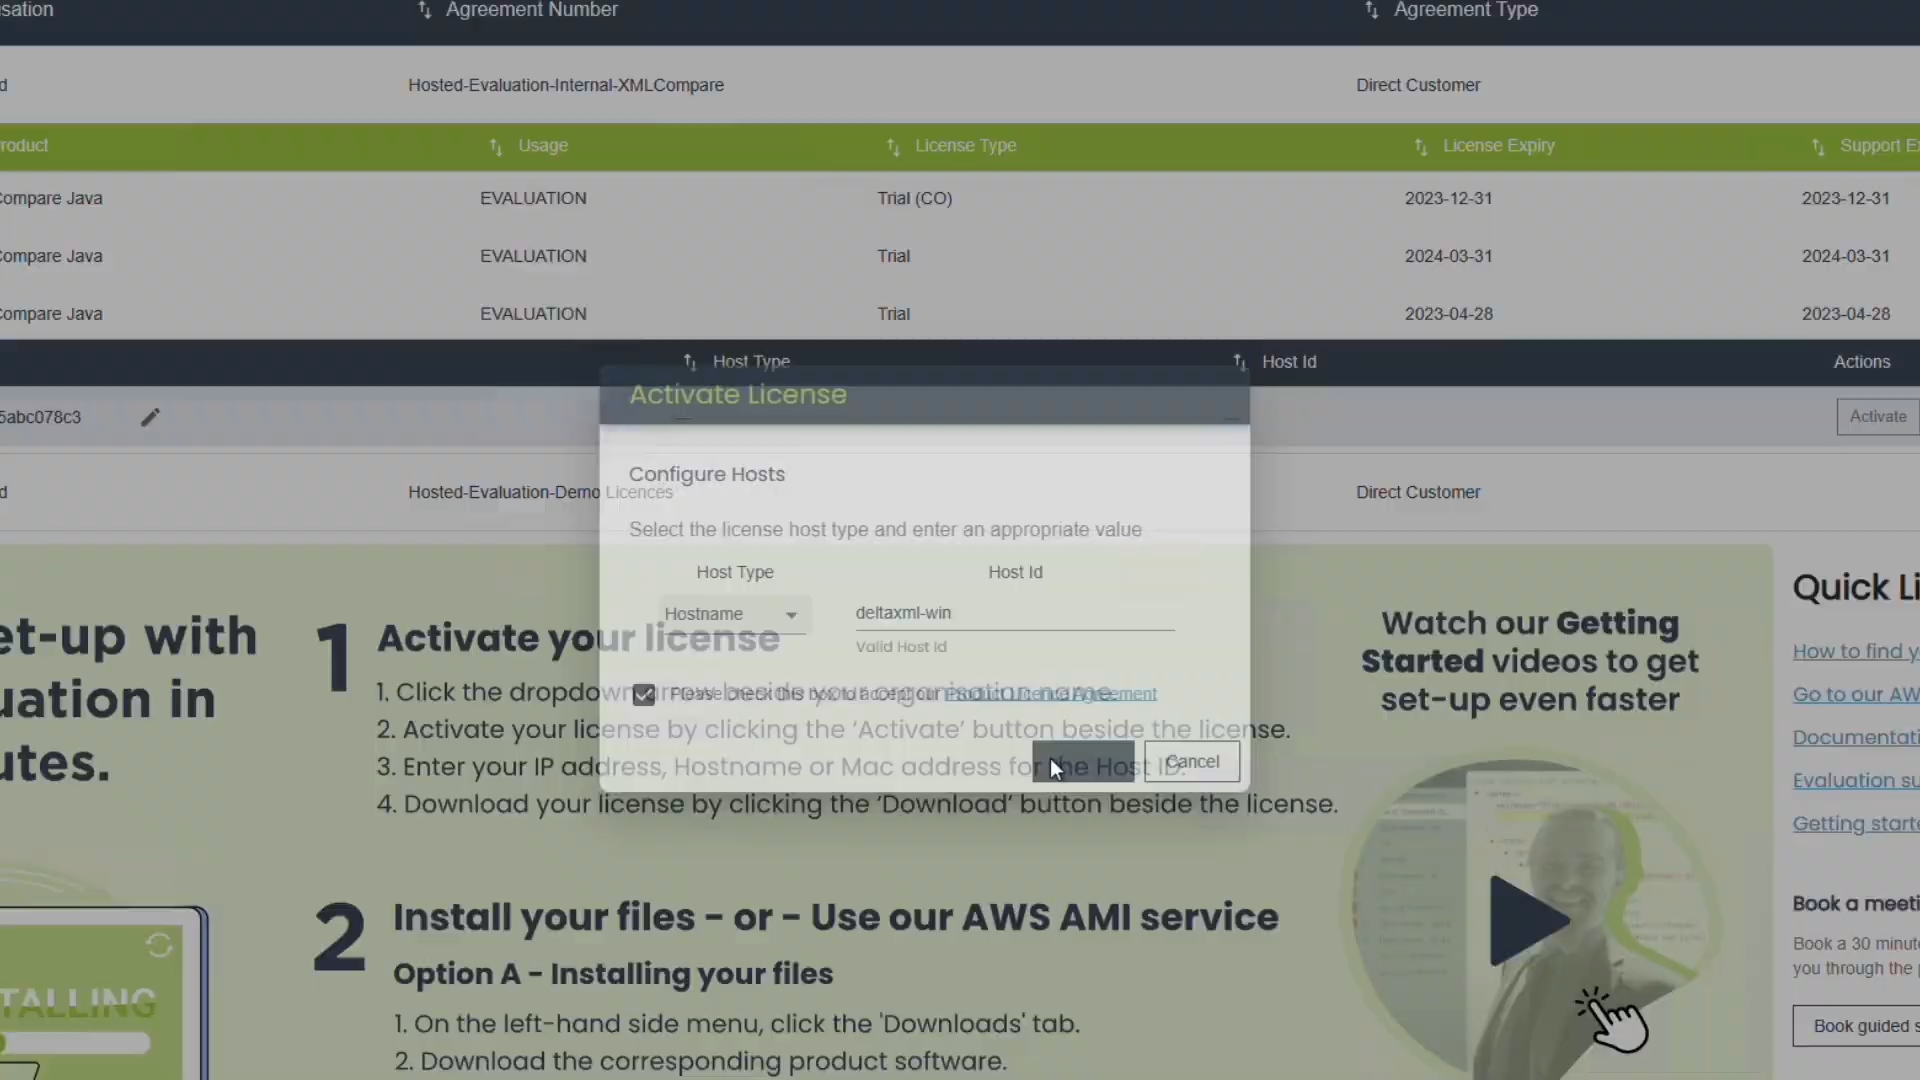 sation
Agreement Number
Agreement Type
d
Hosted-Evaluation-Internal-XMLCompare
Direct Customer
roduct
Usage
License Type
License Expiry
Support Ex
Compare Java
EVALUATION
Trial (CO)
2023-12-31
2023-12-31
Compare Java
EVALUATION
Trial
2024-03-31
2024-03-31
Compare Java
EVALUATION
Trial
2023-04-28
2023-04-28
Host Type
Host Id
Actions
5abc078c3
Activate
d
Hosted-Evaluation-Demo Licences
Direct Customer
Activate License
Configure Hosts
Select the license host type and enter an appropriate value
Host Type
Host Id
Hostname
deltaxml-win
Valid Host Id
Please check this box to accept our Product Licence Agreement
Cancel
et-up with
uation in
utes.
1
Activate your license
1. Click the dropdown arrow beside your organisation name.
2. Activate your license by clicking the ‘Activate’ button beside the license.
3. Enter your IP address, Hostname or Mac address for the Host ID.
4. Download your license by clicking the ‘Download’ button beside the license.
2
Install your files - or - Use our AWS AMI service
Option A - Installing your files
1. On the left-hand side menu, click the 'Downloads' tab.
2. Download the corresponding product software.
TALLING
Watch our Getting
Started videos to get
set-up even faster
Quick Li
How to find y
Go to our AW
Documentati
Evaluation su
Getting starte
Book a meeti
Book a 30 minut
you through the p
Book guided s